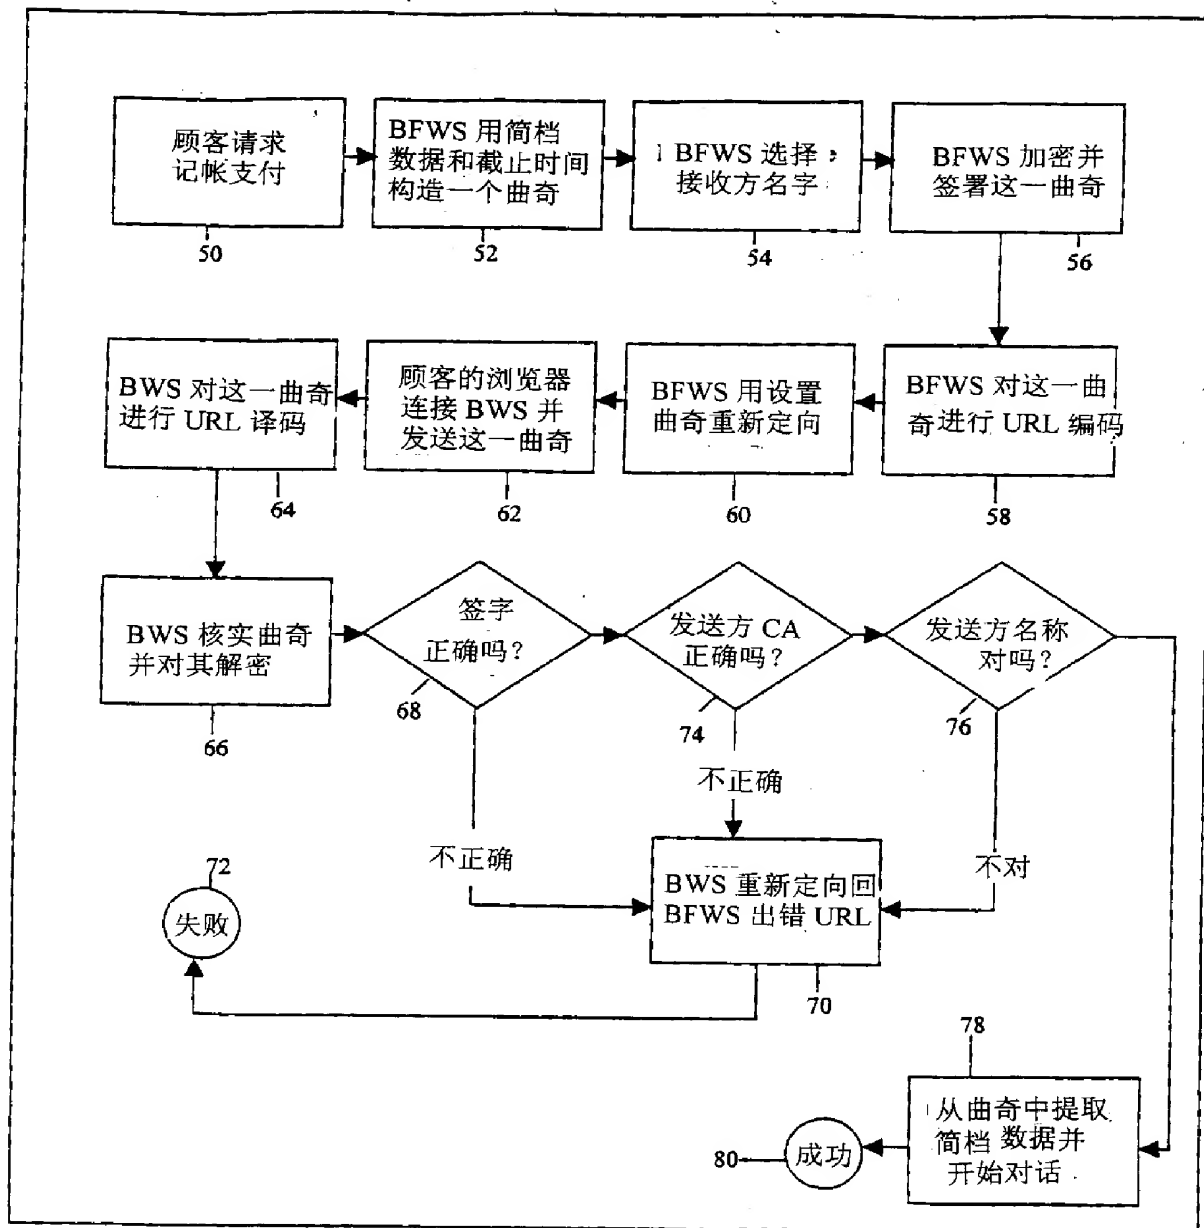 顾客请求
记帐支付
50
BFWS 用简档
数据和截止时间
构造一个曲奇
52
BFWS 选择
接收方名字
54
BFWS 加密并
签署这一曲奇
56
BWS 对这一曲奇
进行 URL 译码
64
顾客的浏览器
连接 BWS 并
发送这一曲奇
62
BFWS 用设置
曲奇重新定向
60
BFWS 对这一曲
奇进行 URL 编码
58
BWS 核实曲奇
并对其解密
66
签字
正确吗?
68
发送方 CA
正确吗?
74
发送方名称
对吗?
76
不正确
不正确
不对
72
失败
BWS 重新定向回
BFWS 出错 URL
70
78
从曲奇中提取
简档 数据并
开始对话
80
成功